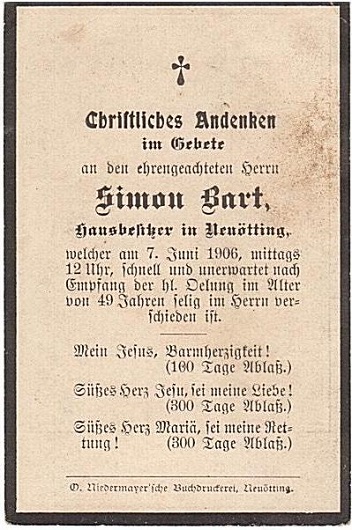 Christliches Andenken
im Gebete
an den ehrengeachteten Herrn
Simon Bart,
Hausbesitzer in Neuötting,
welcher am 7. Juni 1906, mittags
12 Uhr, schnell und unerwartet nach
Empfang der hl. Oelung im Alter
von 49 Jahren selig im Herrn ver-
schieden ist.
Mein Jesus, Barmherzigkeit!
(100 Tage Ablaß.)
Süßes Herz Jesu, sei meine Liebe!
(300 Tage Ablaß.)
Süßes Herz Mariä, sei meine Ret-
tung! (300 Tage Ablaß.)
O. Niedermayer'sche Buchdruckerei, Neuötting.